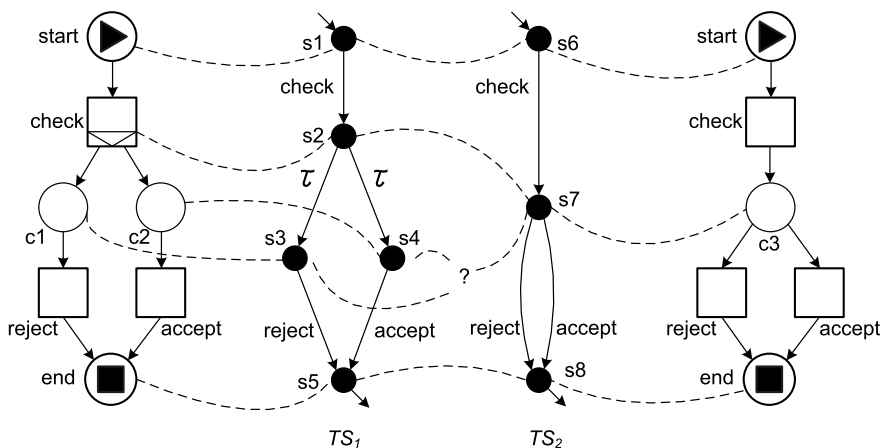 start
s1
s6
start
check
check
check
check
s2
τ
τ
s7
c1
c2
s3
s4
?
c3
reject
accept
reject
accept
reject
accept
reject
accept
end
s5
s8
end
TS1
TS2